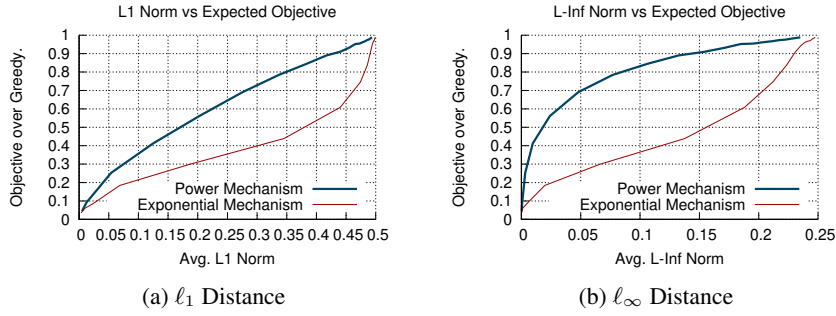 L1 Norm vs Expected Objective
Objective over Greedy.
1
0.9
0.8
0.7
0.6
0.5
0.4
0.3
0.2
0.1
0
Power Mechanism
Exponential Mechanism
0 0.05 0.1 0.15 0.2 0.25 0.3 0.35 0.4 0.45 0.5
Avg. L1 Norm
(a) ℓ₁ Distance
L-Inf Norm vs Expected Objective
Objective over Greedy.
1
0.9
0.8
0.7
0.6
0.5
0.4
0.3
0.2
0.1
0
Power Mechanism
Exponential Mechanism
0 0.05 0.1 0.15 0.2 0.25
Avg. L-Inf Norm
(b) ℓ∞ Distance